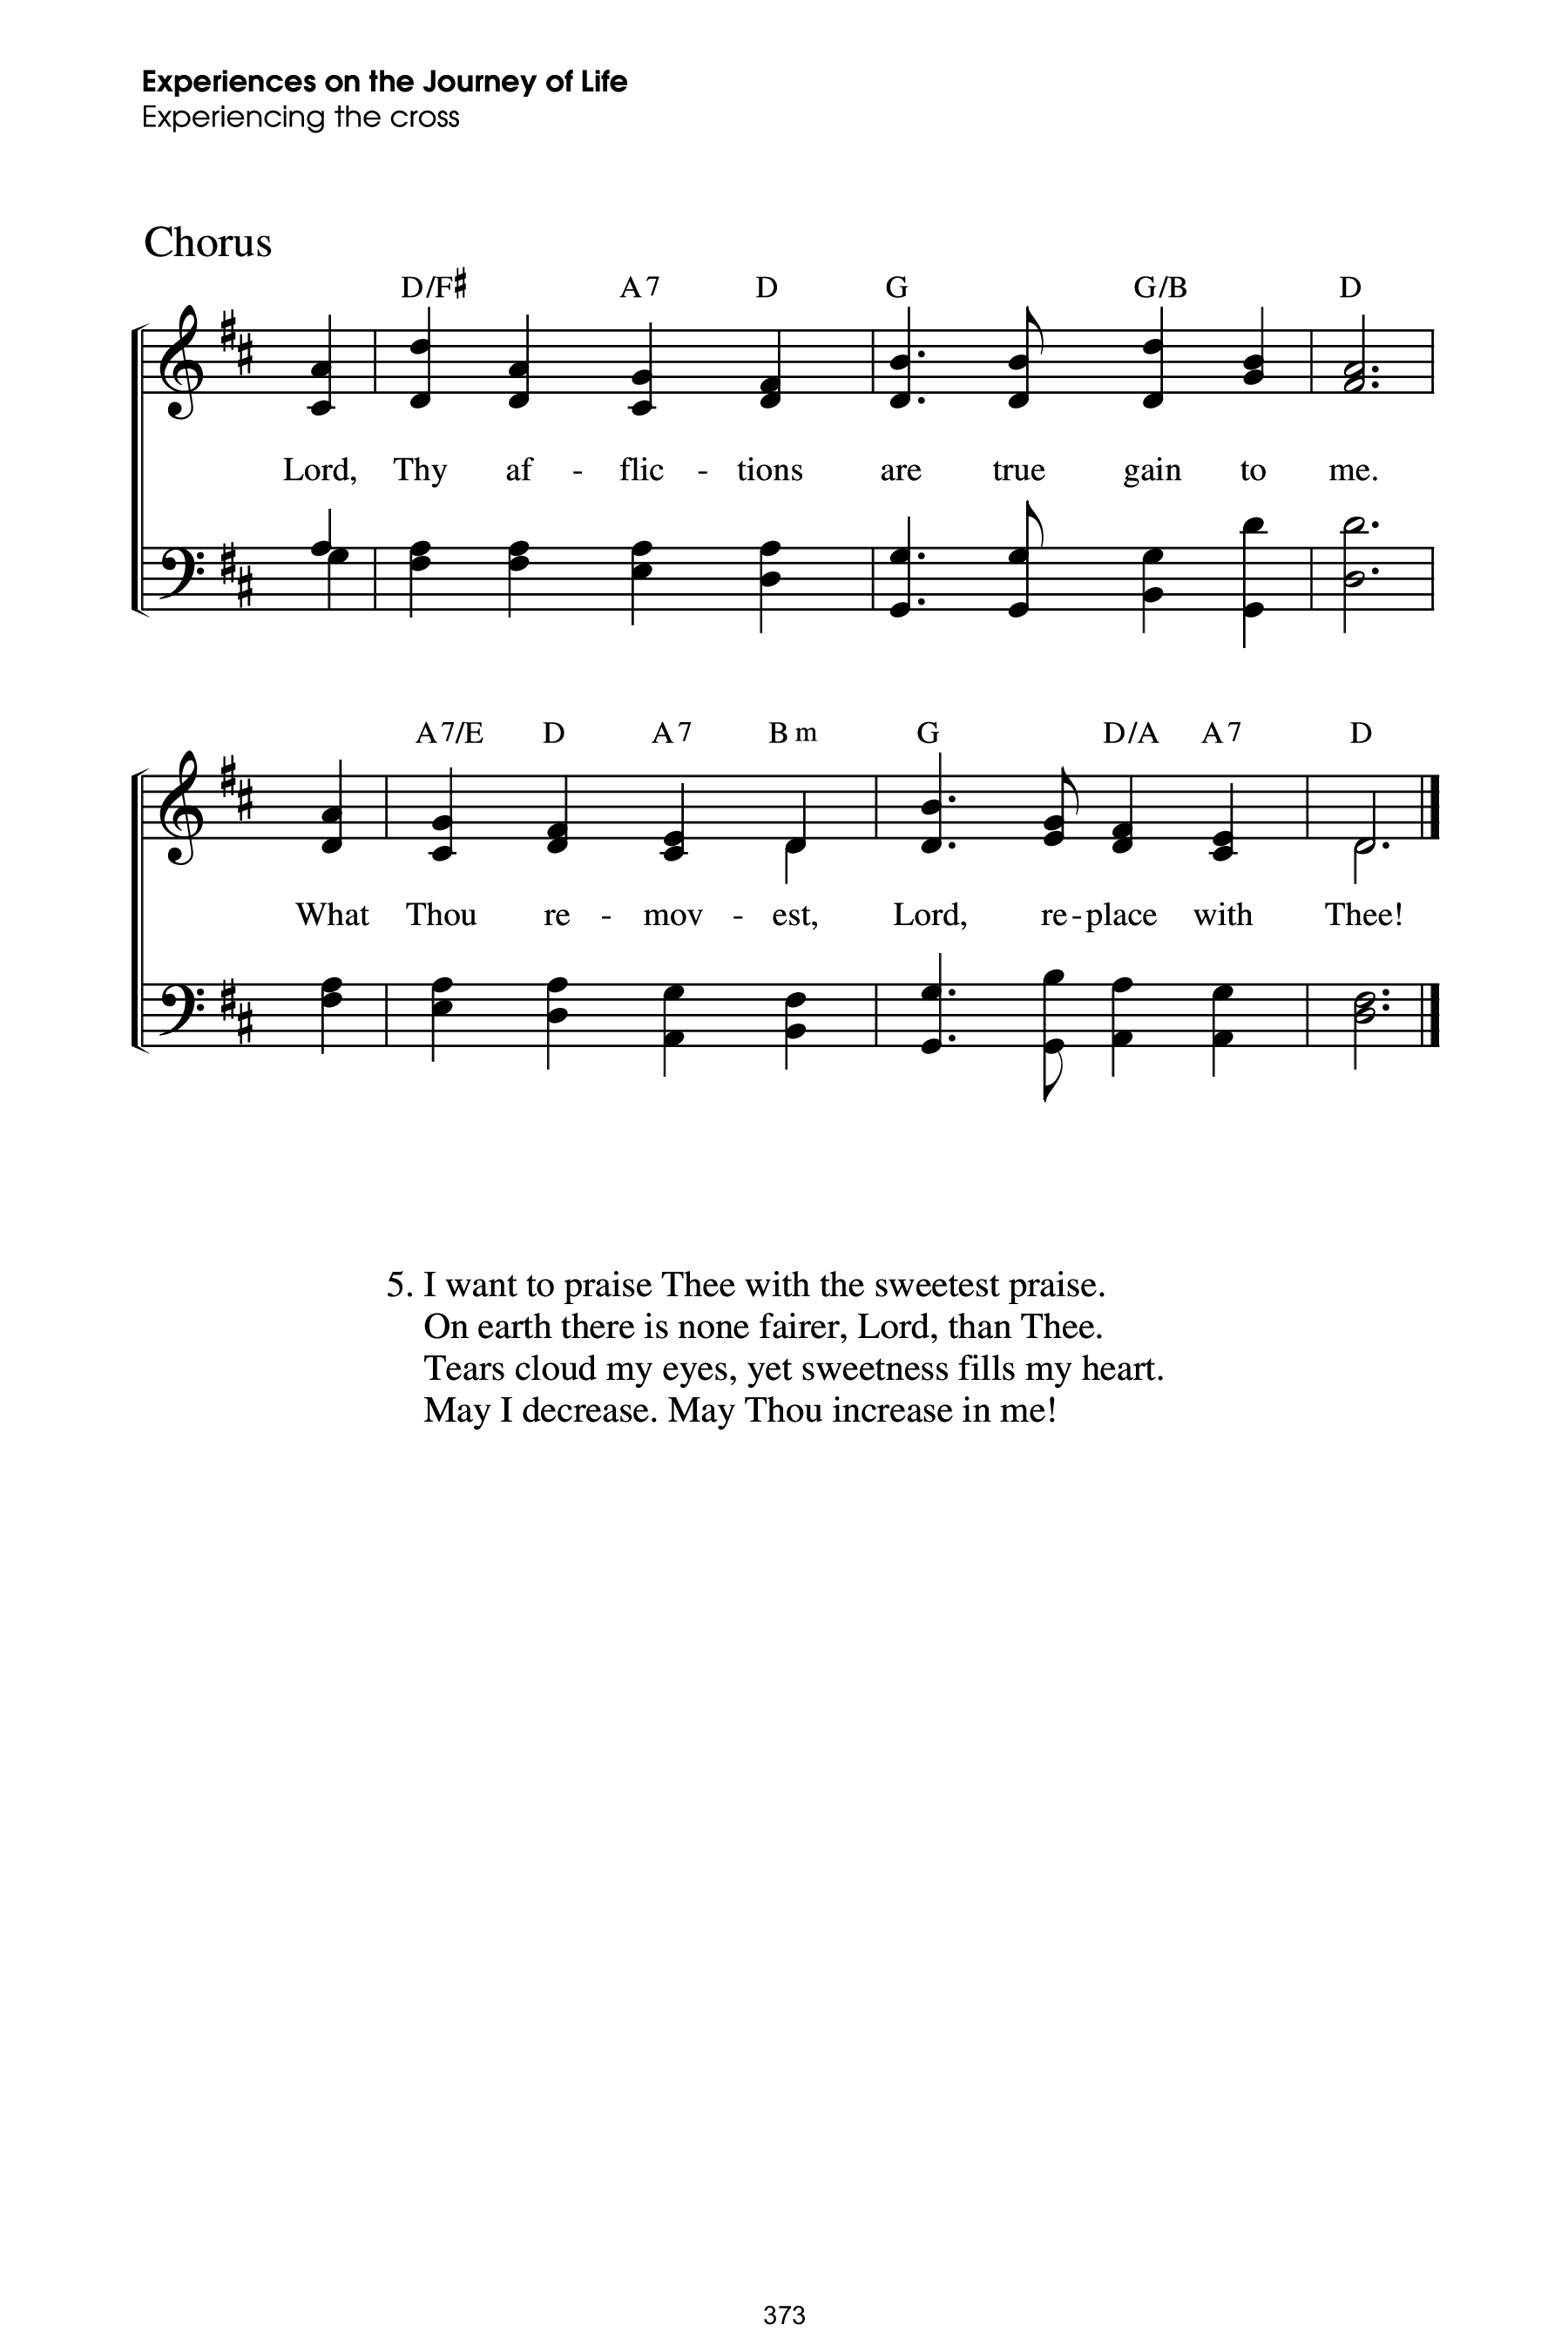 Experiences on the Journey of Life
Experiencing the cross
Chorus
D/F♯ A7 D G G/B D
Lord, Thy af - flic - tions are true gain to me.
A7/E D A7 Bm G D/A A7 D
What Thou re - mov - est, Lord, re - place with Thee!
5. I want to praise Thee with the sweetest praise.
On earth there is none fairer, Lord, than Thee.
Tears cloud my eyes, yet sweetness fills my heart.
May I decrease. May Thou increase in me!
373